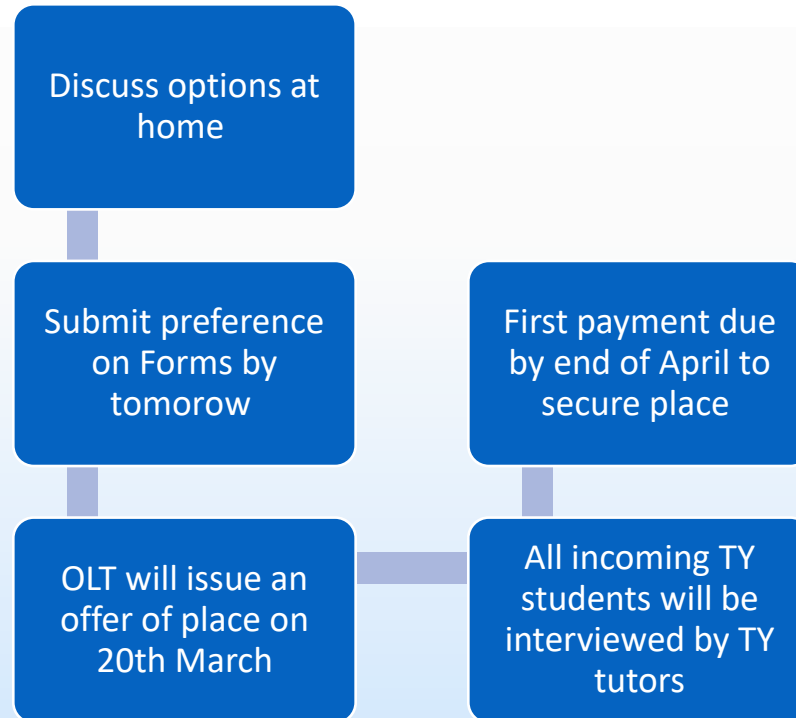 Discuss options at
home
Submit preference
on Forms by
tomorow
OLT will issue an
offer of place on
20th March
All incoming TY
students will be
interviewed by TY
tutors
First payment due
by end of April to
secure place